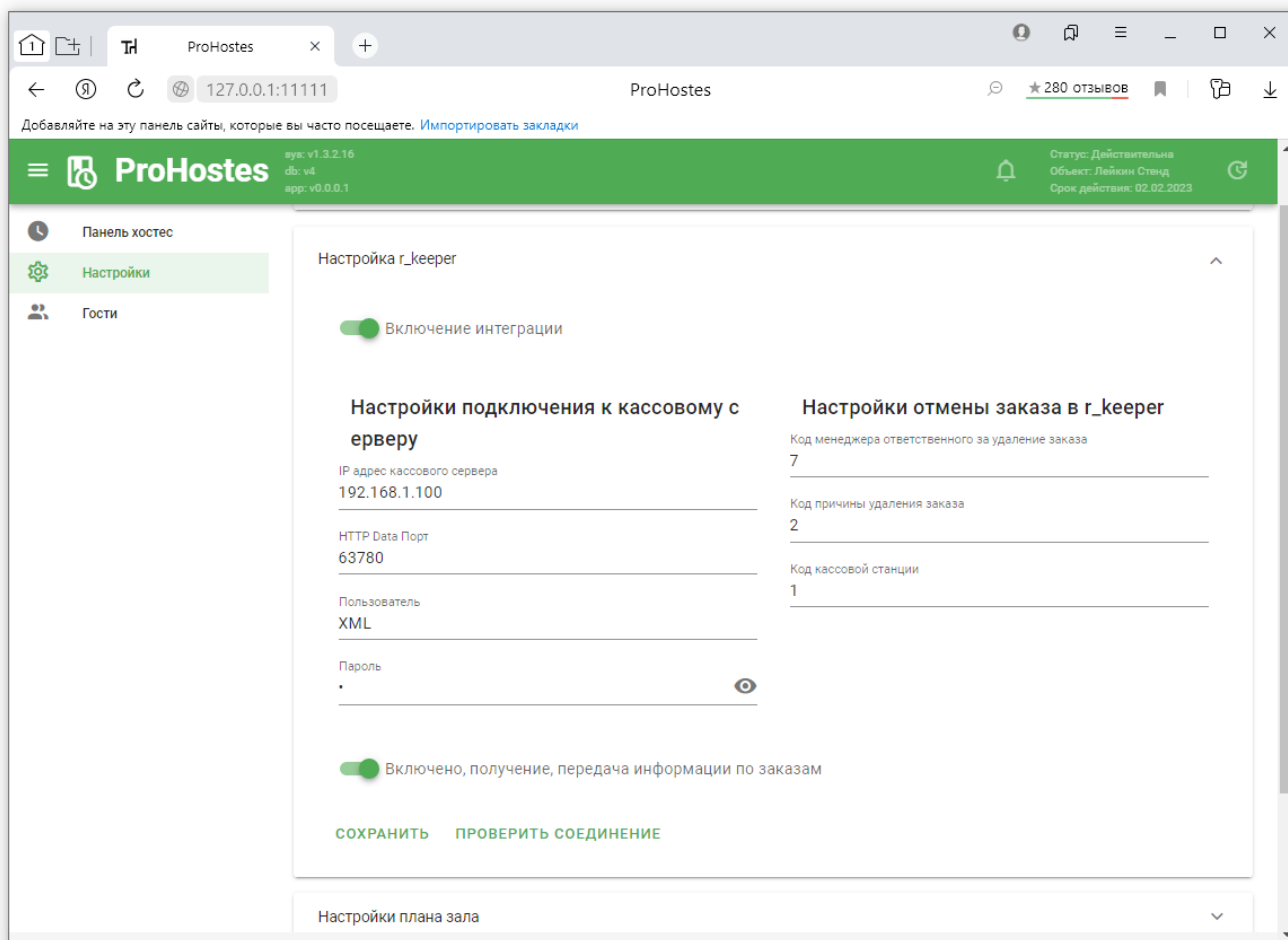 1
TH
ProHostes
Я
127.0.0.1:11111
ProHostes
280 отзывов
Добавляйте на эту панель сайты, которые вы часто посещаете. Импортировать закладки
ProHostes
sys: v1.3.2.16
db: v4
app: v0.0.0.1
Статус: Действительна
Объект: Лейкин Стенд
Срок действия: 02.02.2023
Панель хостес
Настройки
Гости
Настройка r_keeper
Включение интеграции
Настройки подключения к кассовому с
ерверу
IP адрес кассового сервера
192.168.1.100
HTTP Data Порт
63780
Пользователь
XML
Пароль
Настройки отмены заказа в r_keeper
Код менеджера ответственного за удаление заказа
7
Код причины удаления заказа
2
Код кассовой станции
1
Включено, получение, передача информации по заказам
СОХРАНИТЬ ПРОВЕРИТЬ СОЕДИНЕНИЕ
Настройки плана зала